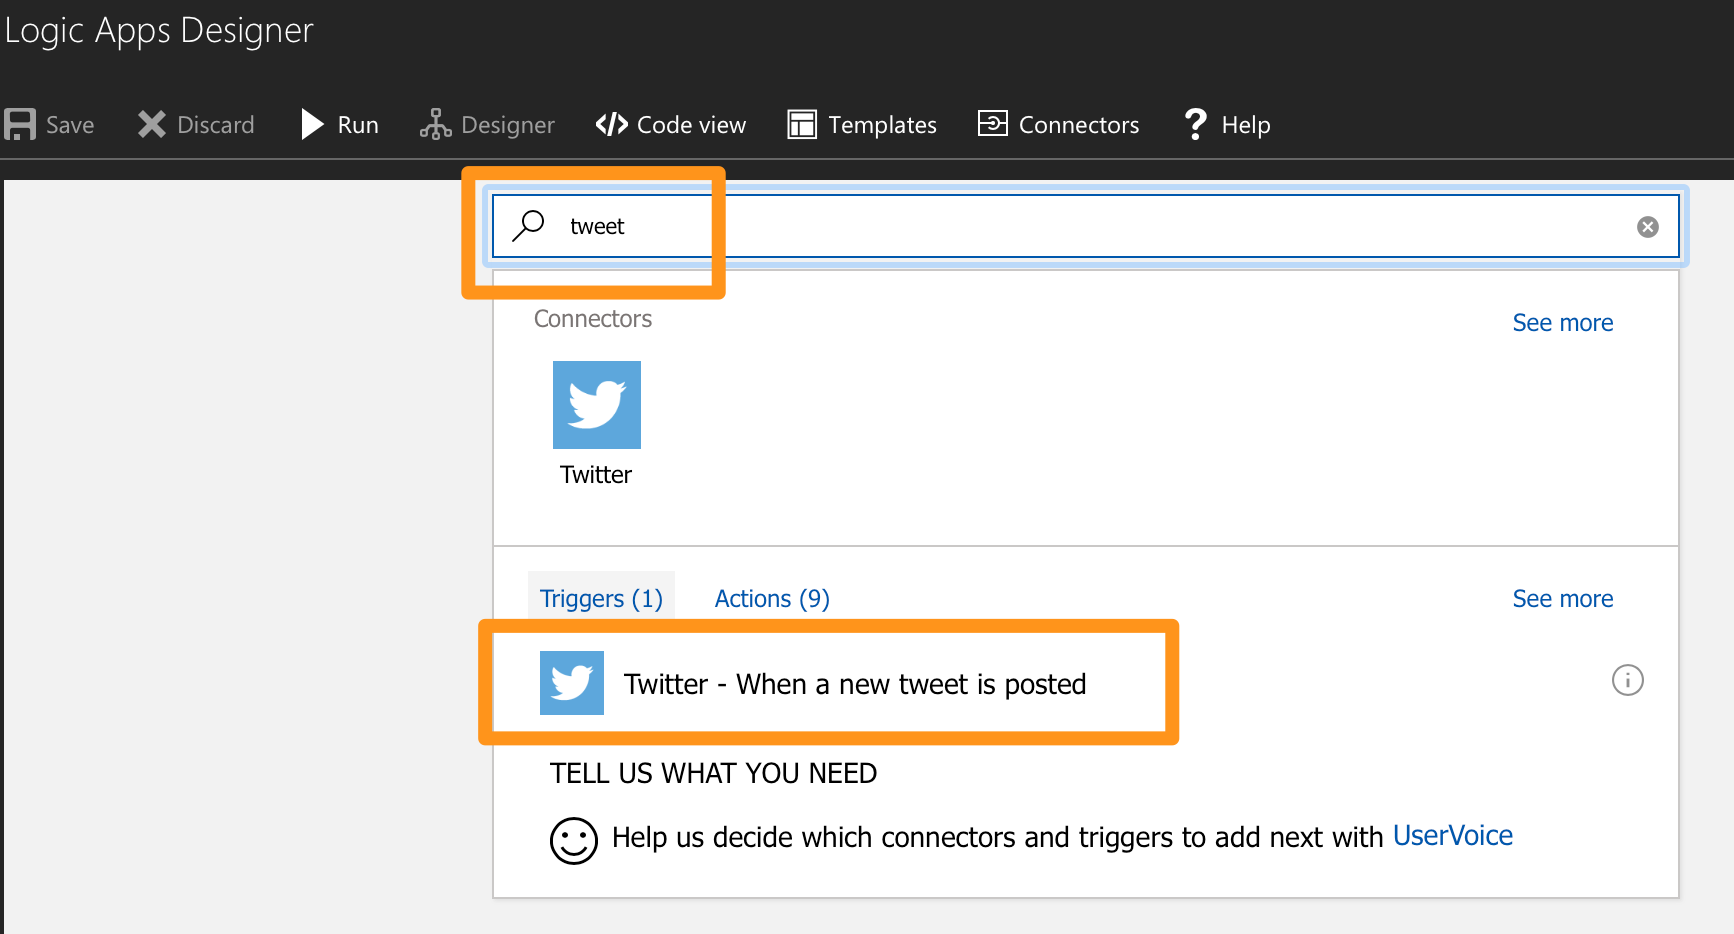 Logic Apps Designer
Save Discard Run Designer </> Code view Templates Connectors ? Help
tweet
Connectors See more
Twitter
Triggers (1) Actions (9) See more
Twitter - When a new tweet is posted
TELL US WHAT YOU NEED
Help us decide which connectors and triggers to add next with UserVoice